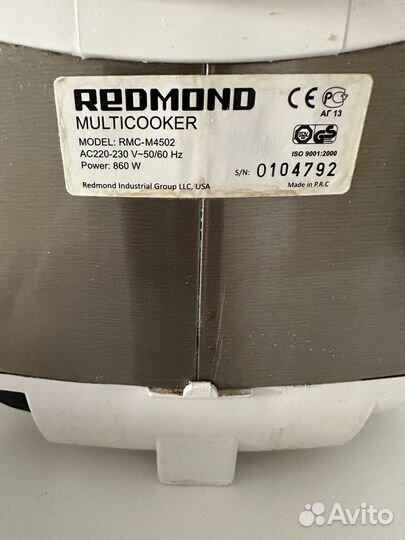 REDMOND
MULTICOOKER
MODEL: RMC-M4502
AC220-230 V~50/60 Hz
Power: 860 W
Redmond Industrial Group LLC, USA
CE
АГ 13
ISO 9001:2000
S/N: 0104792
Made in P.R.C
Avito